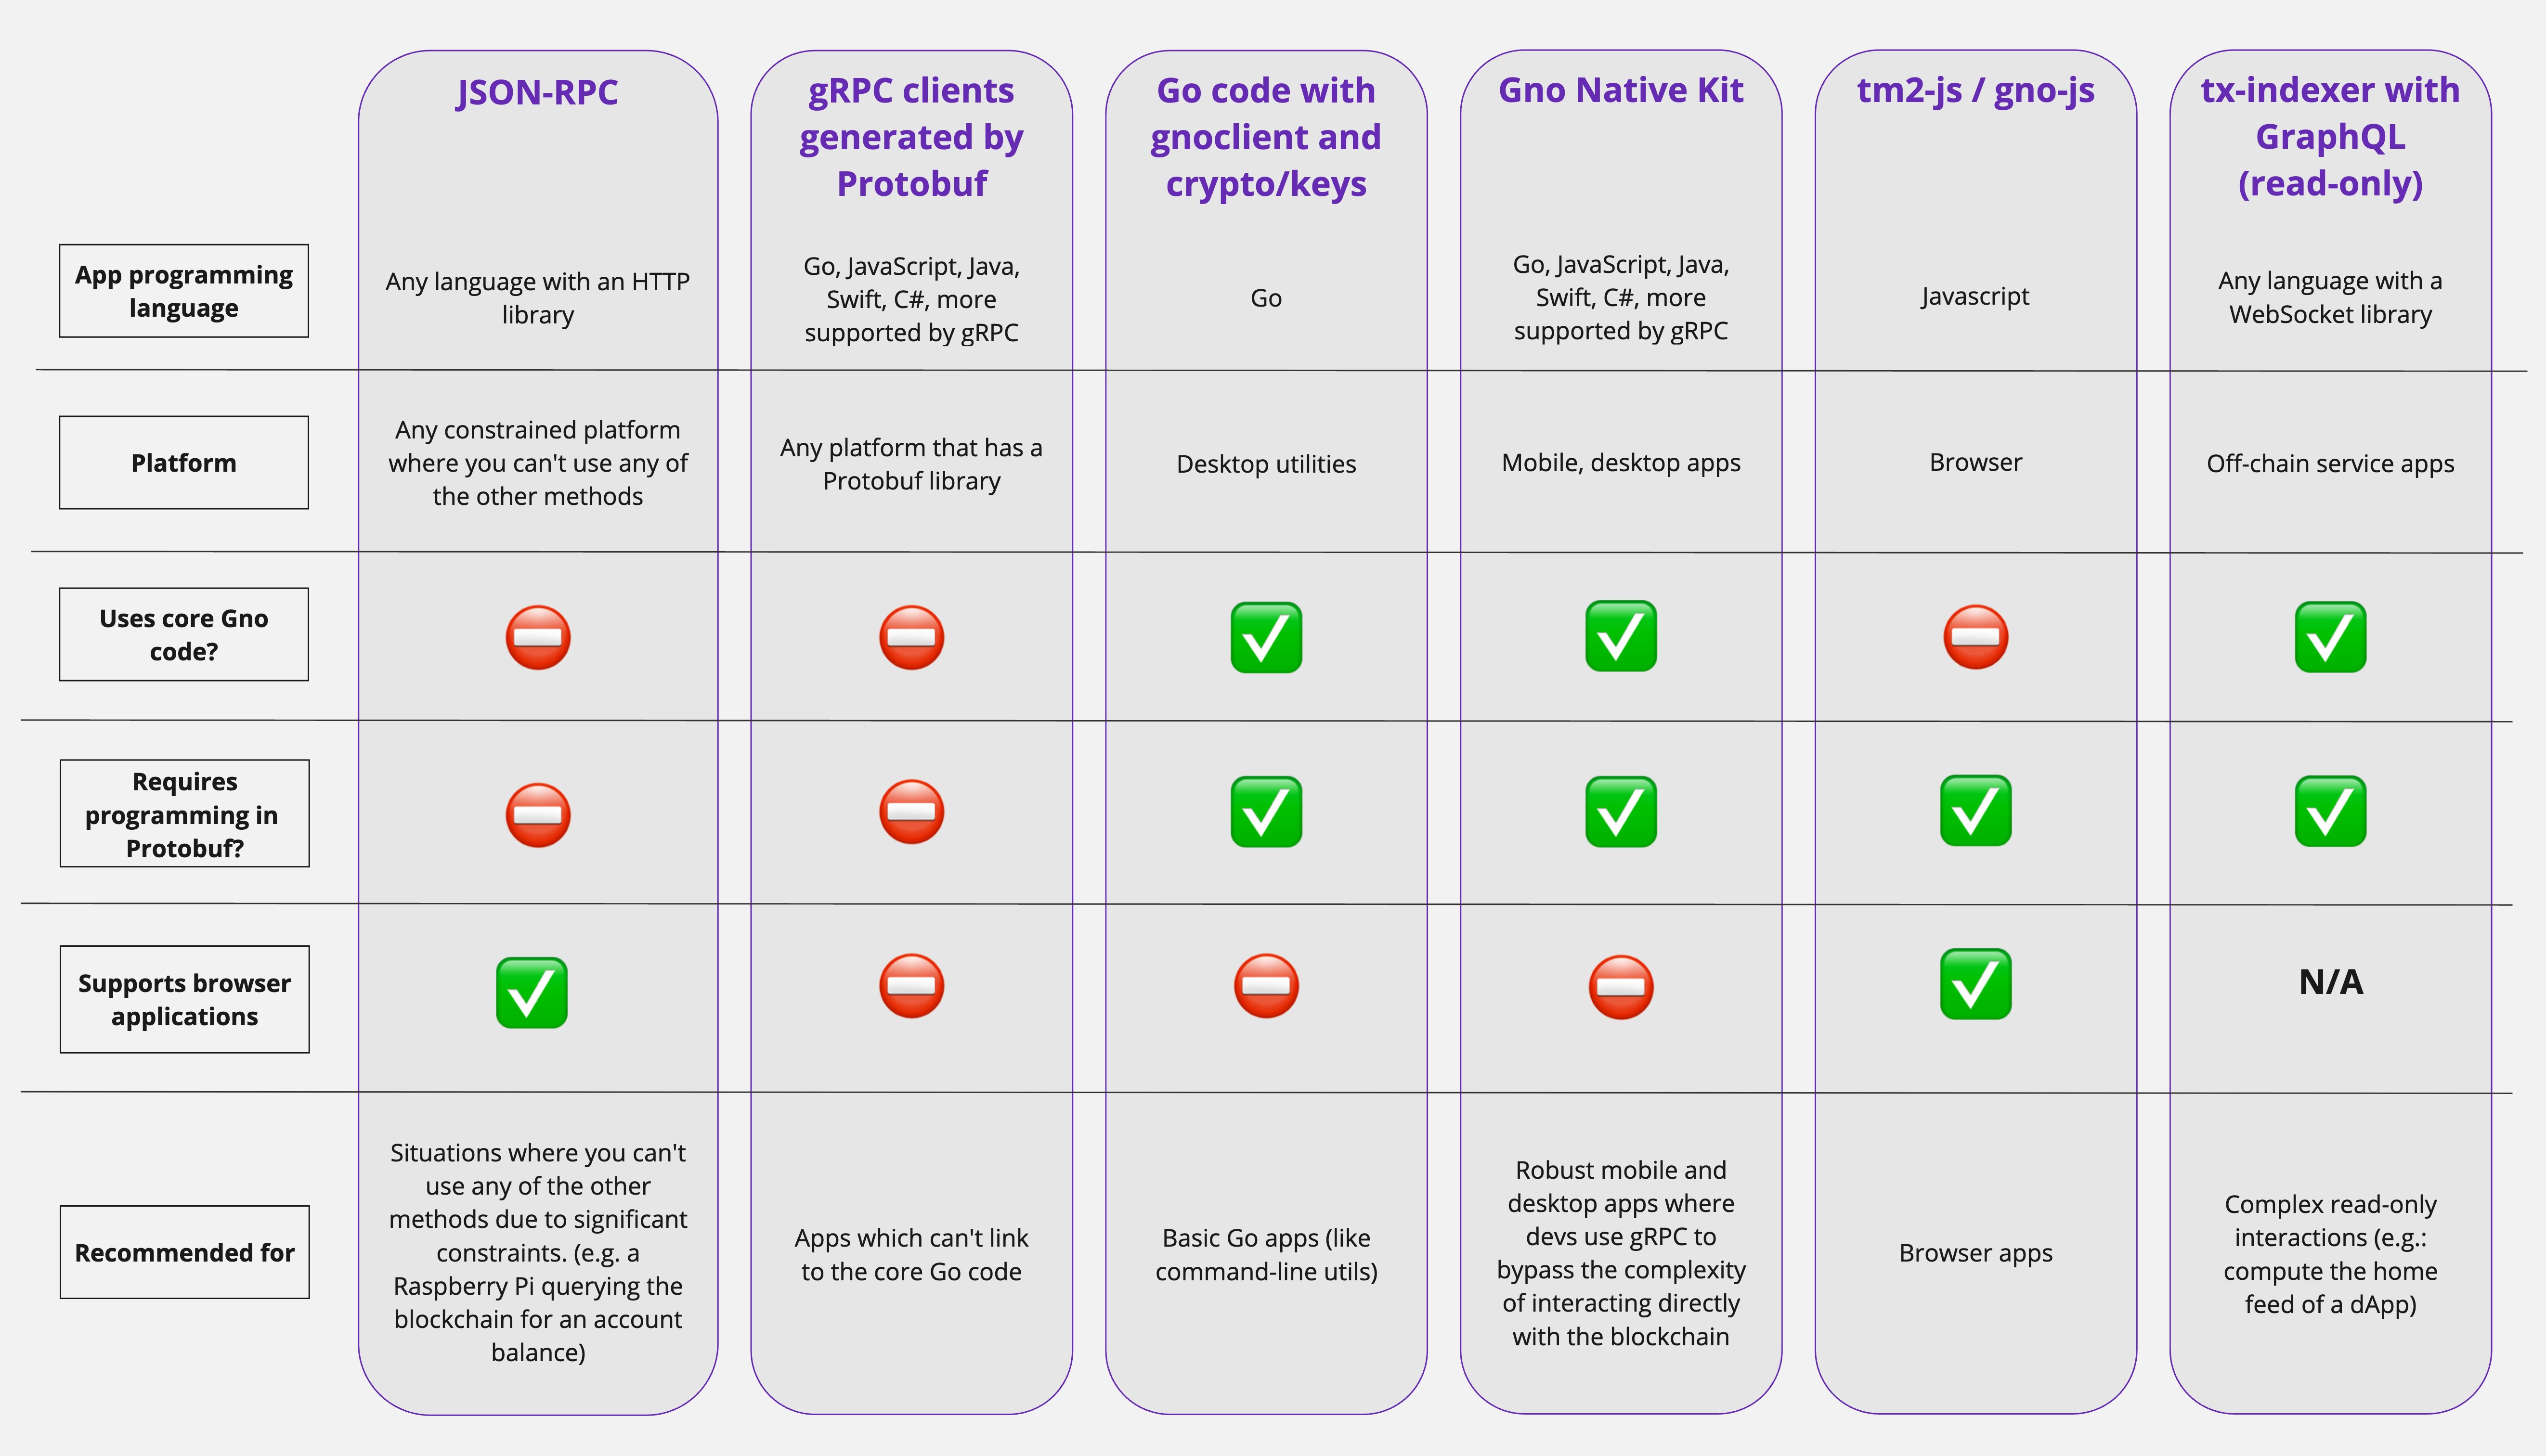 JSON-RPC
gRPC clients
generated by
Protobuf
Go code with
gnoclient and
crypto/keys
Gno Native Kit
tm2-js / gno-js
tx-indexer with
GraphQL
(read-only)
App programming
language
Any language with an HTTP
library
Go, JavaScript, Java,
Swift, C#, more
supported by gRPC
Go
Go, JavaScript, Java,
Swift, C#, more
supported by gRPC
Javascript
Any language with a
WebSocket library
Platform
Any constrained platform
where you can't use any of
the other methods
Any platform that has a
Protobuf library
Desktop utilities
Mobile, desktop apps
Browser
Off-chain service apps
Uses core Gno
code?
Requires
programming in
Protobuf?
Supports browser
applications
N/A
Recommended for
Situations where you can't
use any of the other
methods due to significant
constraints. (e.g. a
Raspberry Pi querying the
blockchain for an account
balance)
Apps which can't link
to the core Go code
Basic Go apps (like
command-line utils)
Robust mobile and
desktop apps where
devs use gRPC to
bypass the complexity
of interacting directly
with the blockchain
Browser apps
Complex read-only
interactions (e.g.:
compute the home
feed of a dApp)